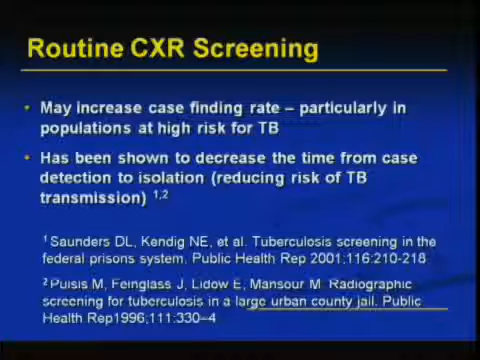 Routine CXR Screening
• May increase case finding rate – particularly in
populations at high risk for TB
• Has been shown to decrease the time from case
detection to isolation (reducing risk of TB
transmission) 1,2
1 Saunders DL, Kendig NE, et al. Tuberculosis screening in the
federal prisons system. Public Health Rep 2001;116:210-218
2 Puisis M, Feinglass J, Lidow E, Mansour M. Radiographic
screening for tuberculosis in a large urban county jail. Public
Health Rep1996;111:330–4